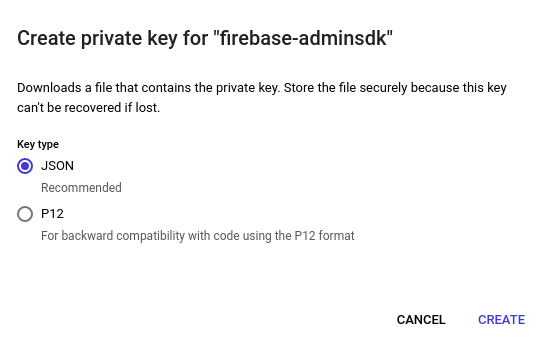 Create private key for "firebase-adminsdk"
Downloads a file that contains the private key. Store the file securely because this key
can't be recovered if lost.
Key type
JSON
Recommended
P12
For backward compatibility with code using the P12 format
CANCEL
CREATE